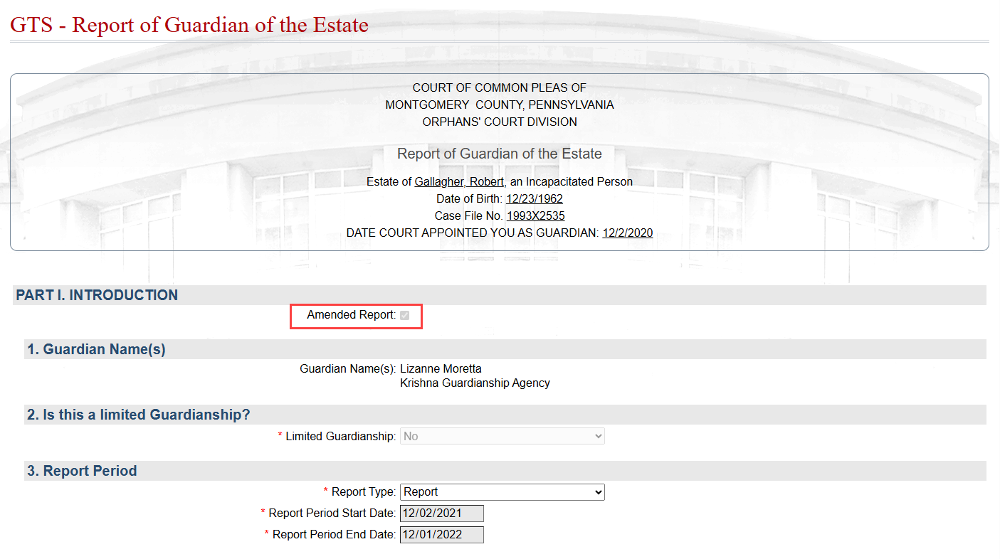 GTS - Report of Guardian of the Estate
COURT OF COMMON PLEAS OF
MONTGOMERY COUNTY, PENNSYLVANIA
ORPHANS' COURT DIVISION
Report of Guardian of the Estate
Estate of Gallagher, Robert, an Incapacitated Person
Date of Birth: 12/23/1962
Case File No. 1993X2535
DATE COURT APPOINTED YOU AS GUARDIAN: 12/2/2020
PART I. INTRODUCTION
Amended Report:
1. Guardian Name(s)
Guardian Name(s): Lizanne Moretta
Krishna Guardianship Agency
2. Is this a limited Guardianship?
* Limited Guardianship: No
3. Report Period
* Report Type: Report
* Report Period Start Date: 12/02/2021
* Report Period End Date: 12/01/2022